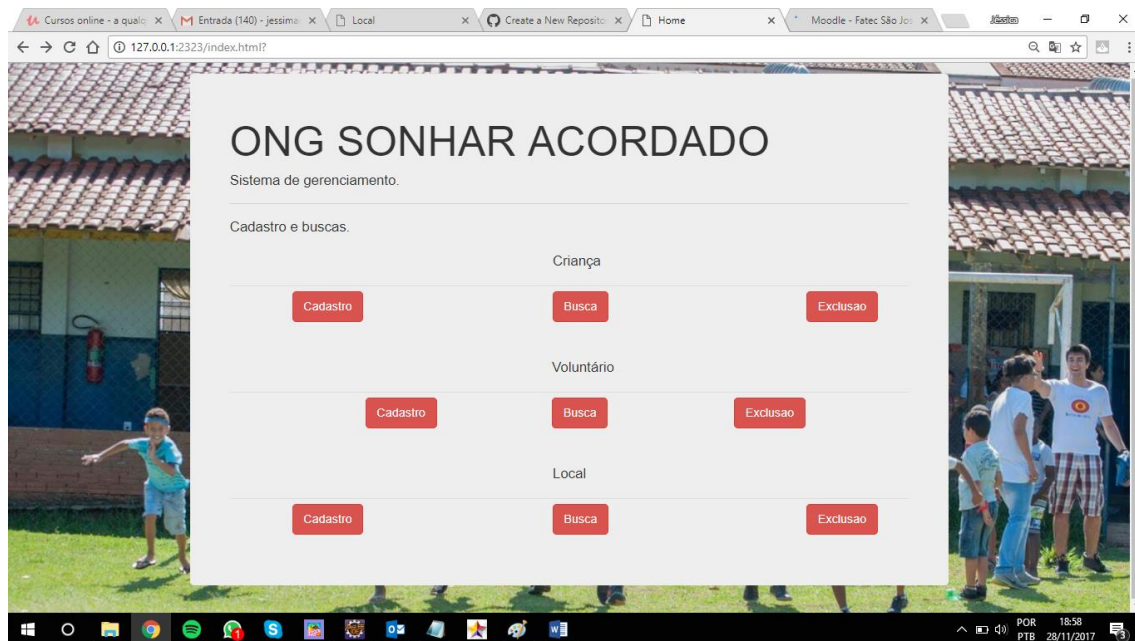 Cursos online - a qualq
Entrada (140) - jessima
Local
Create a New Reposito
Home
Moodle - Fatec São Jos
Jéssica
127.0.0.1:2323/index.html?
ONG SONHAR ACORDADO
Sistema de gerenciamento.
Cadastro e buscas.
Criança
Cadastro Busca Exclusao
Voluntário
Cadastro Busca Exclusao
Local
Cadastro Busca Exclusao
POR 18:58
PTB 28/11/2017